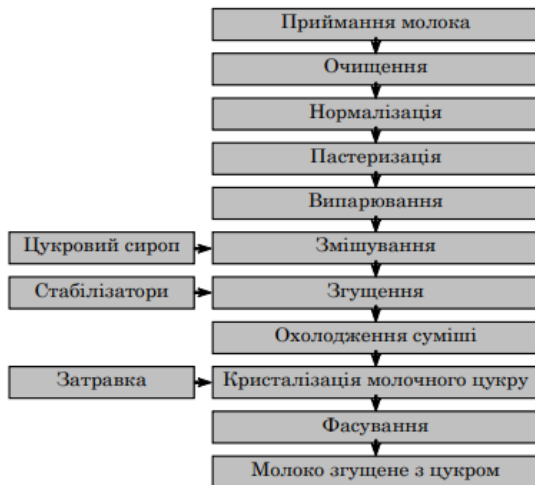 Приймання молока
Очищення
Нормалізація
Пастеризація
Випарювання
Цукровий сироп
Змішування
Стабілізатори
Згущення
Охолодження суміші
Затравка
Кристалізація молочного цукру
Фасування
Молоко згущене з цукром